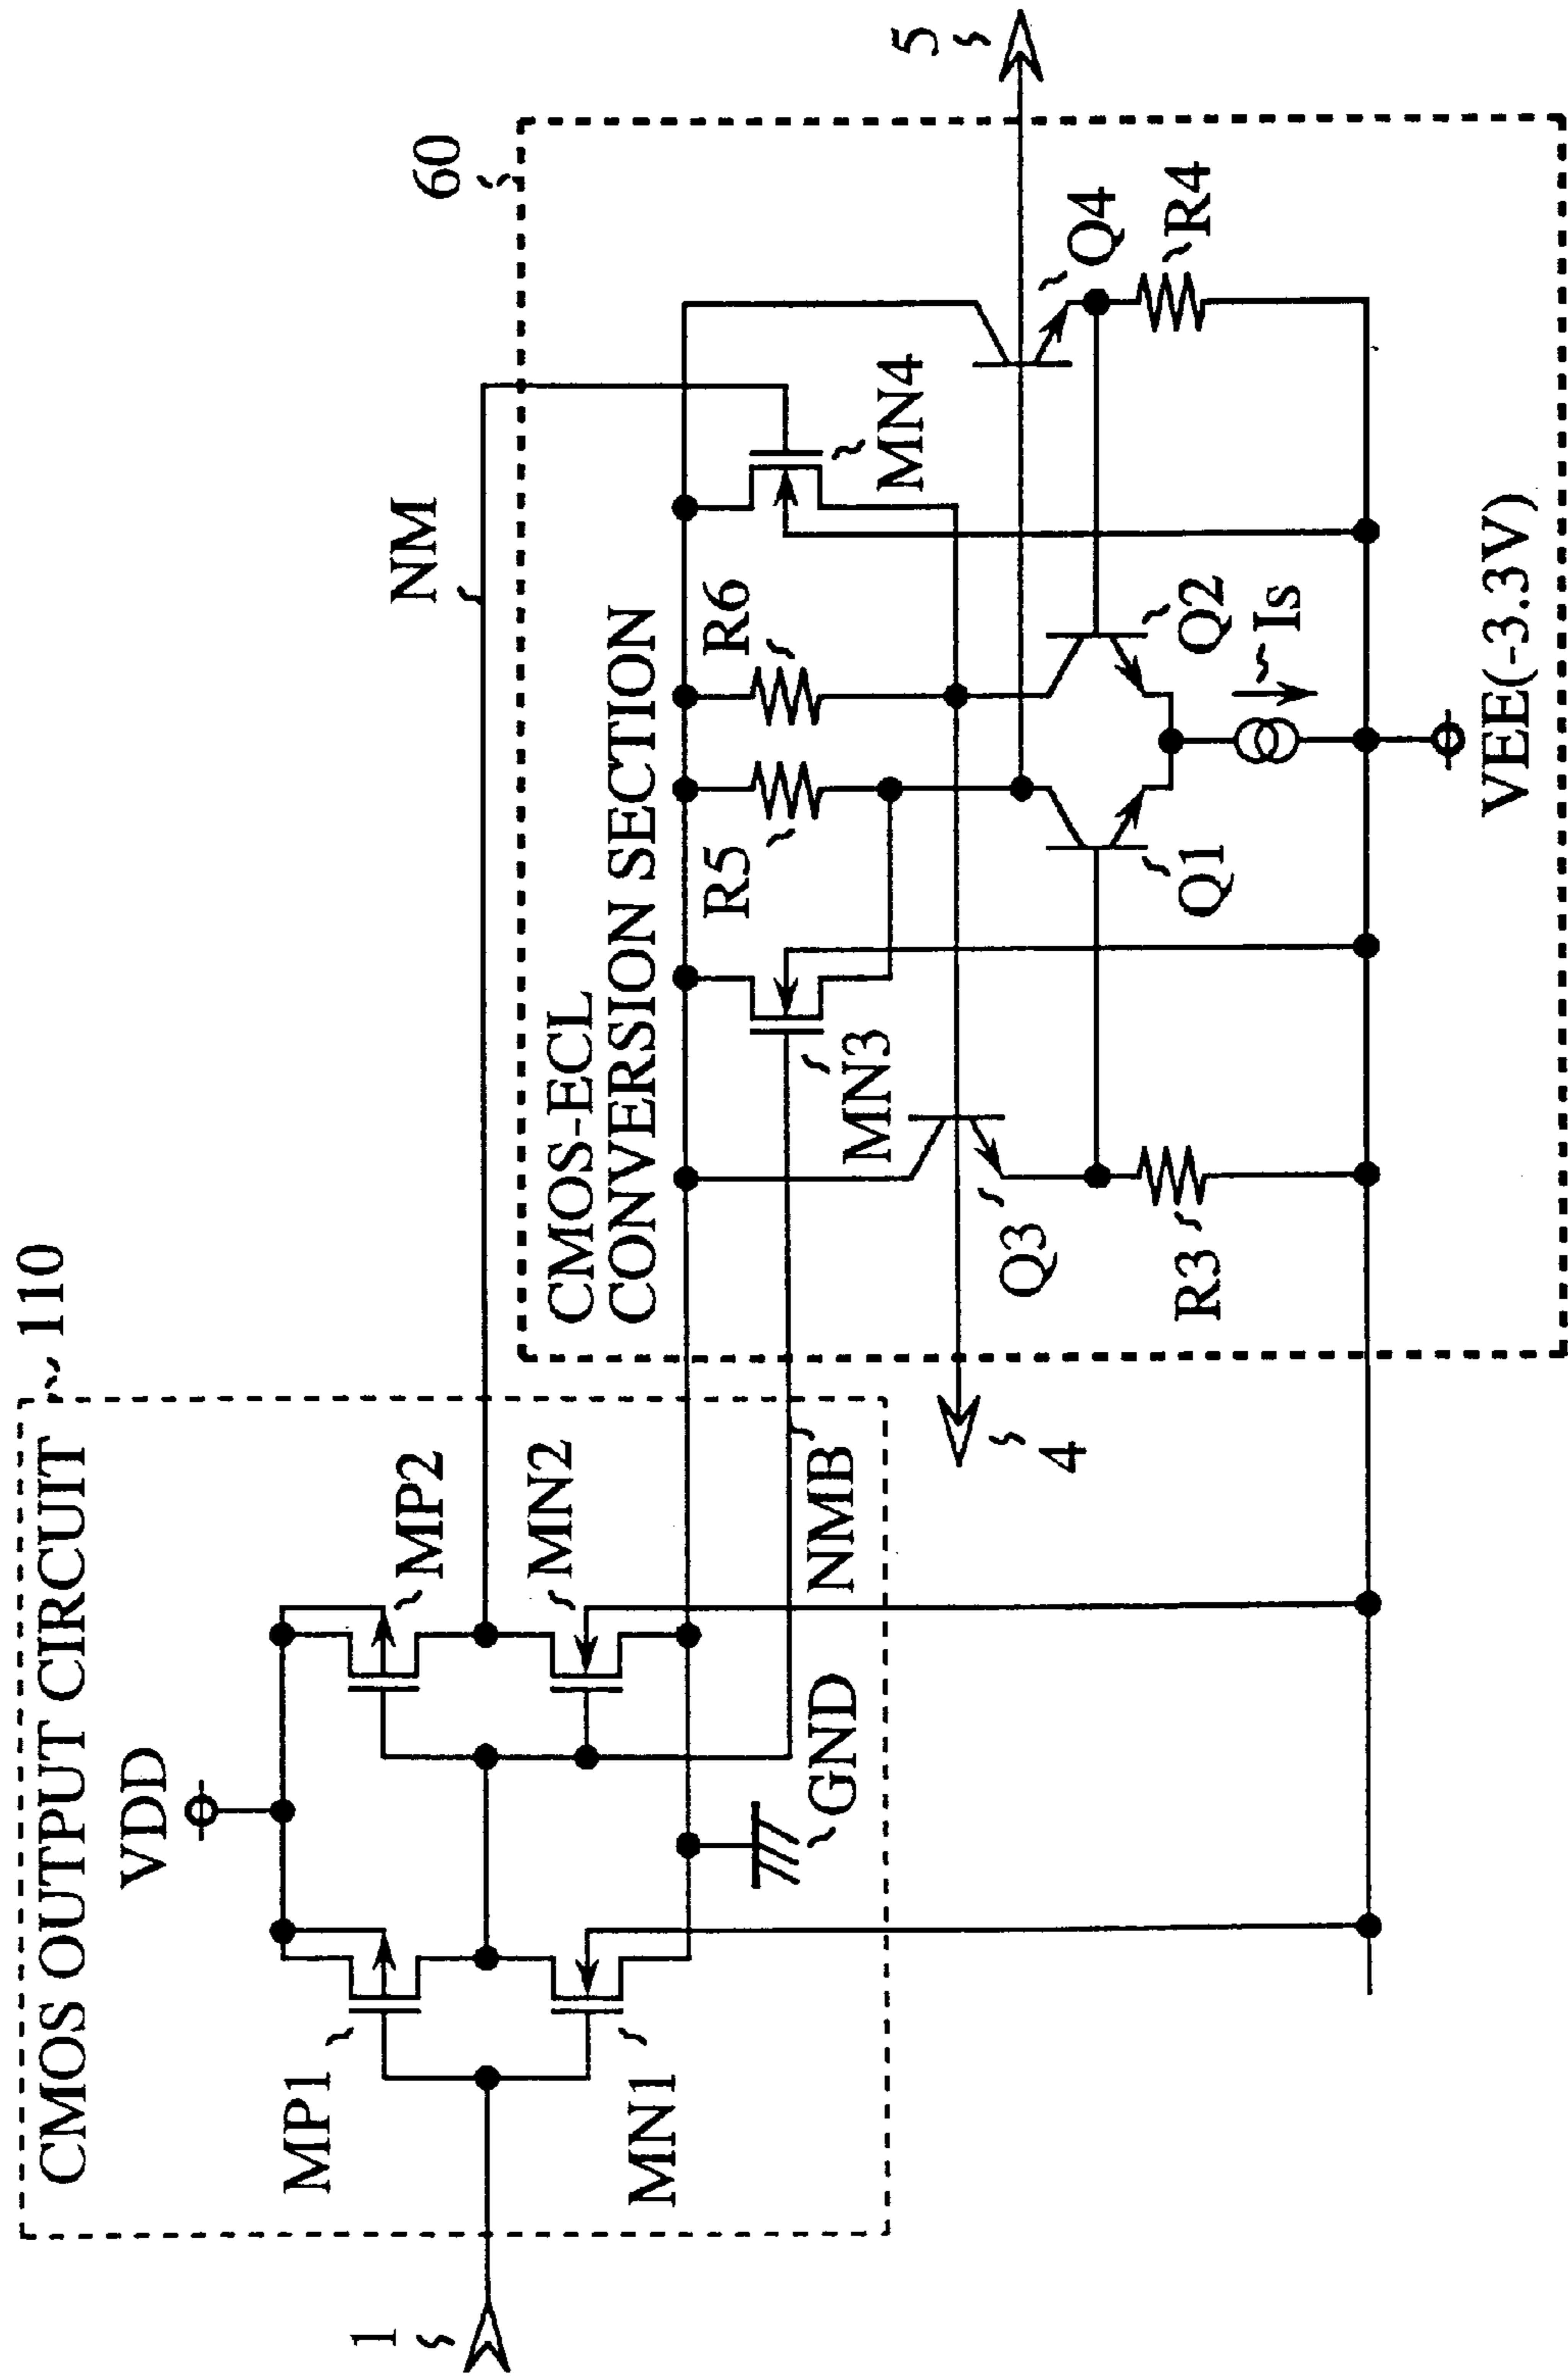 CMOS OUTPUT CIRCUIT
110
VDD
MP1
MP2
MN1
MN2
1
NM
NMB
GND
60
CMOS-ECL
CONVERSION SECTION
R5
R6
MN3
MN4
4
5
Q3
Q4
Q1
Q2
R3
R4
Is
VEE(-3.3V)